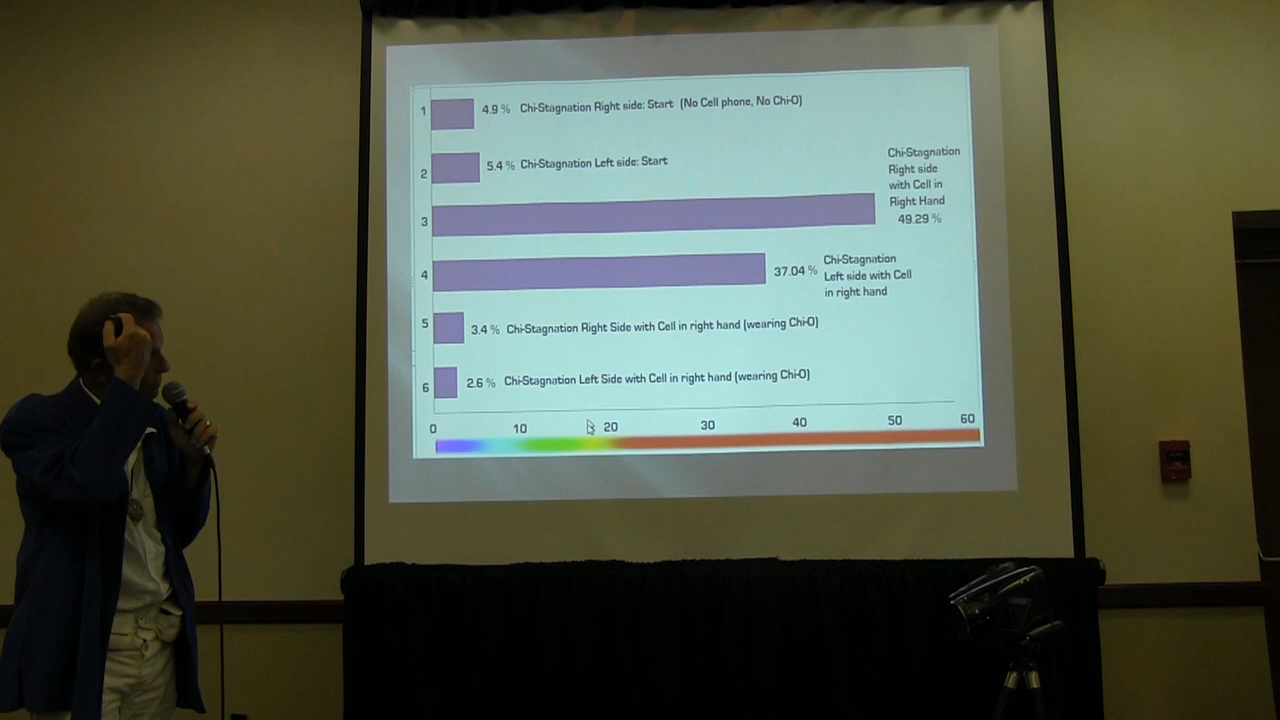 1 4.9 % Chi-Stagnation Right side: Start (No Cell phone, No Chi-O)
2 5.4 % Chi-Stagnation Left side: Start
3 Chi-Stagnation
Right side
with Cell in
Right Hand
49.29 %
4 37.04 % Chi-Stagnation
Left side with Cell
in right hand
5 3.4 % Chi-Stagnation Right Side with Cell in right hand (wearing Chi-O)
6 2.6 % Chi-Stagnation Left Side with Cell in right hand (wearing Chi-O)
0 10 20 30 40 50 60